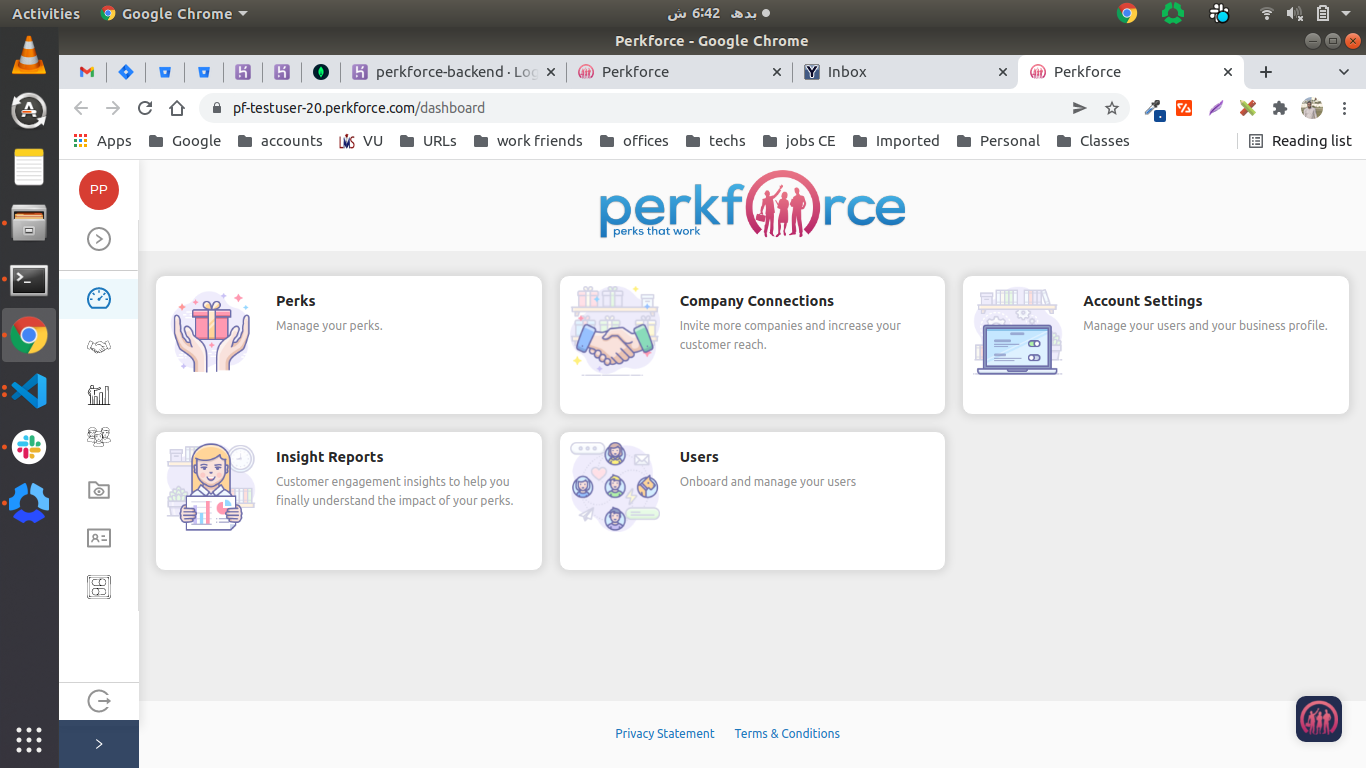 Activities
Google Chrome
بدھ 6:42 ش
Perkforce - Google Chrome
perkforce-backend · Log
Perkforce
Inbox
Perkforce
pf-testuser-20.perkforce.com/dashboard
Apps
Google
accounts
VU
URLs
work friends
offices
techs
jobs CE
Imported
Personal
Classes
Reading list
PP
perkforce
perks that work
Perks
Manage your perks.
Company Connections
Invite more companies and increase your
customer reach.
Account Settings
Manage your users and your business profile.
Insight Reports
Customer engagement insights to help you
finally understand the impact of your perks.
Users
Onboard and manage your users
Privacy Statement
Terms & Conditions